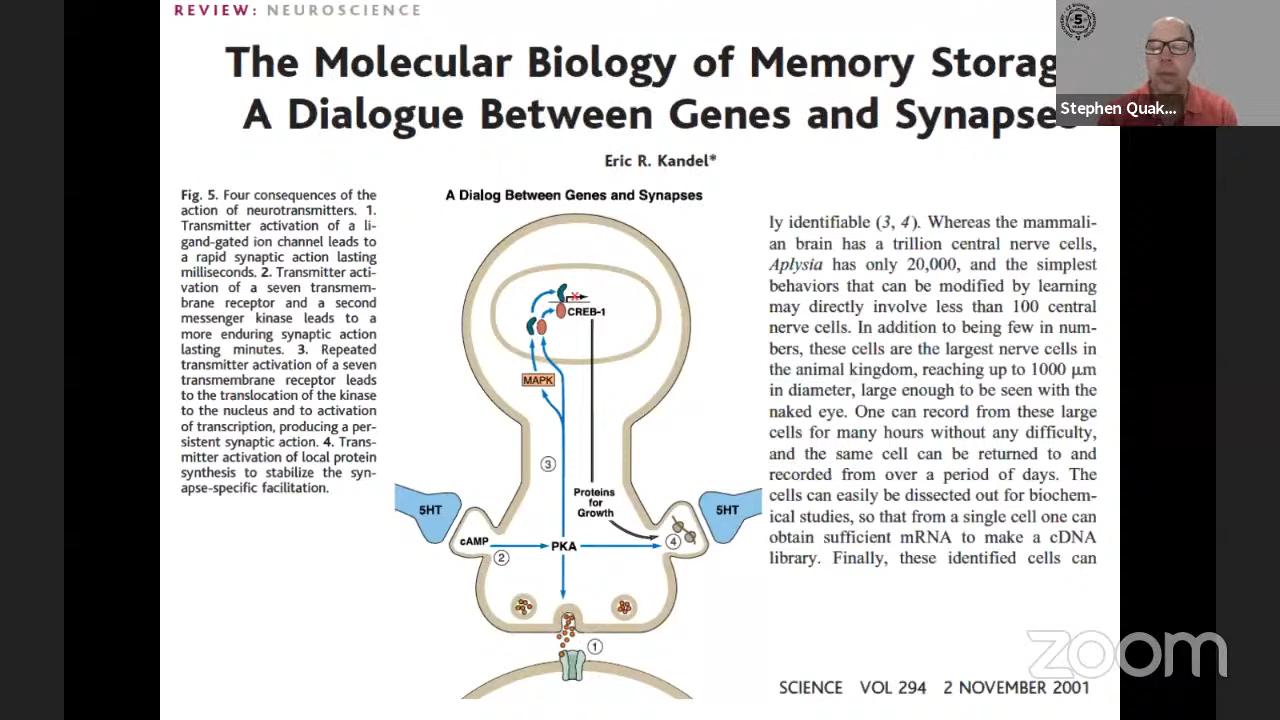 REVIEW: NEUROSCIENCE
The Molecular Biology of Memory Storag
A Dialogue Between Genes and Synapses
Eric R. Kandel*
Fig. 5. Four consequences of the
action of neurotransmitters. 1.
Transmitter activation of a li-
gand-gated ion channel leads to
a rapid synaptic action lasting
milliseconds. 2. Transmitter acti-
vation of a seven transmem-
brane receptor and a second
messenger kinase leads to a
more enduring synaptic action
lasting minutes. 3. Repeated
transmitter activation of a seven
transmembrane receptor leads
to the translocation of the kinase
to the nucleus and to activation
of transcription, producing a per-
sistent synaptic action. 4. Trans-
mitter activation of local protein
synthesis to stabilize the syn-
apse-specific facilitation.
A Dialog Between Genes and Synapses
CREB-1
MAPK
3
Proteins
for
Growth
5HT
5HT
cAMP
PKA
4
2
1
ly identifiable (3, 4). Whereas the mammali-
an brain has a trillion central nerve cells,
Aplysia has only 20,000, and the simplest
behaviors that can be modified by learning
may directly involve less than 100 central
nerve cells. In addition to being few in num-
bers, these cells are the largest nerve cells in
the animal kingdom, reaching up to 1000 μm
in diameter, large enough to be seen with the
naked eye. One can record from these large
cells for many hours without any difficulty,
and the same cell can be returned to and
recorded from over a period of days. The
cells can easily be dissected out for biochem-
ical studies, so that from a single cell one can
obtain sufficient mRNA to make a cDNA
library. Finally, these identified cells can
SCIENCE VOL 294 2 NOVEMBER 2001
5
Stephen Quak...
zoom